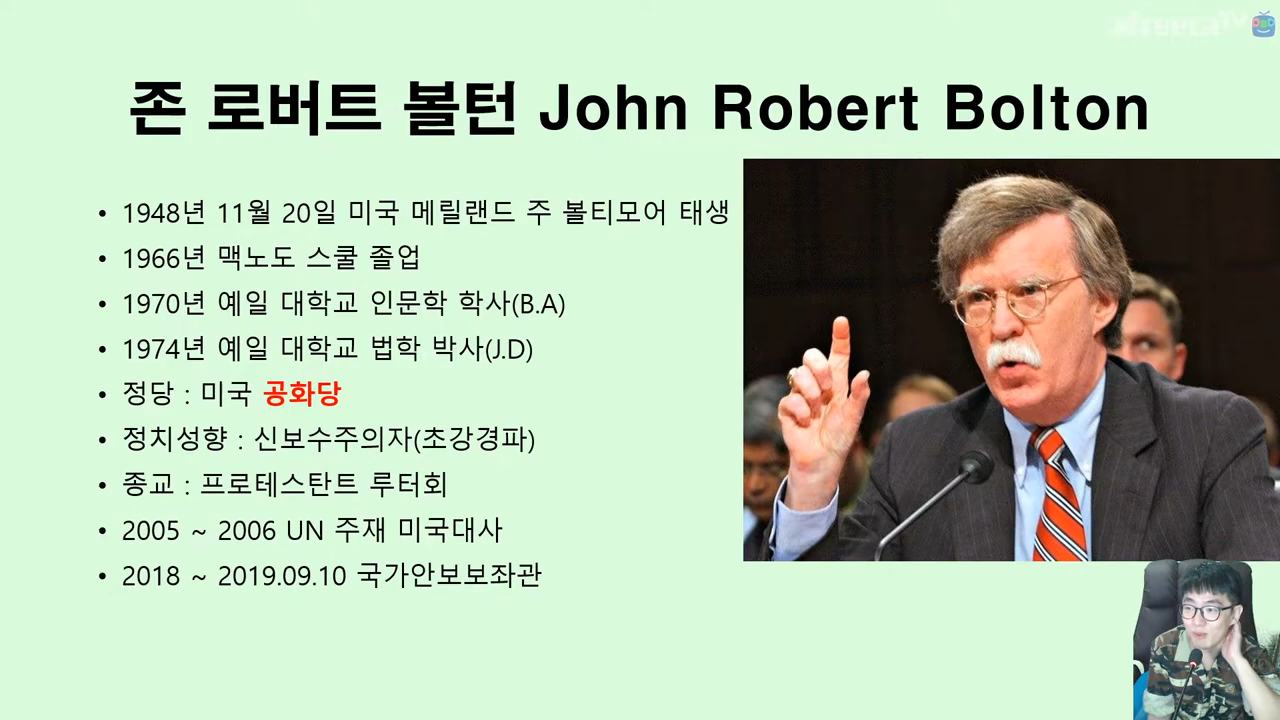 afreecaTV
존 로버트 볼턴 John Robert Bolton
• 1948년 11월 20일 미국 메릴랜드 주 볼티모어 태생
• 1966년 맥노도 스쿨 졸업
• 1970년 예일 대학교 인문학 학사(B.A)
• 1974년 예일 대학교 법학 박사(J.D)
• 정당 : 미국 공화당
• 정치성향 : 신보수주의자(초강경파)
• 종교 : 프로테스탄트 루터회
• 2005 ~ 2006 UN 주재 미국대사
• 2018 ~ 2019.09.10 국가안보보좌관